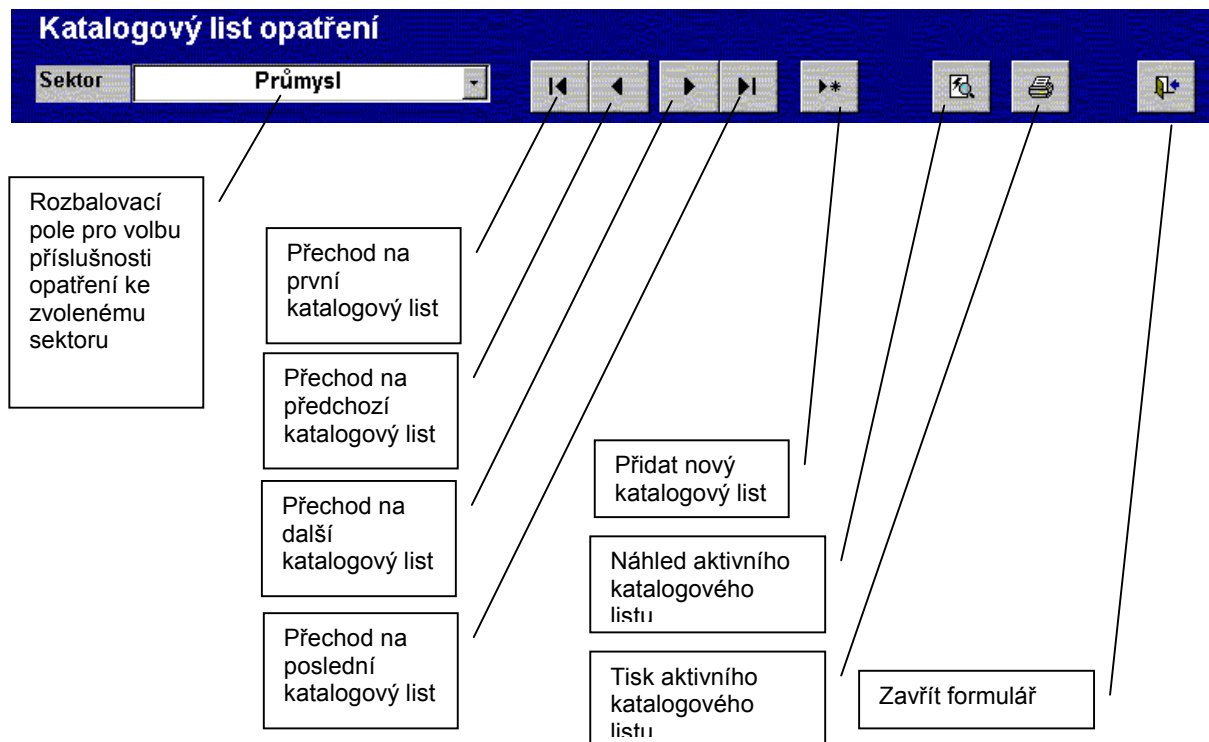 Katalogový list opatření
Sektor
Průmysl
Rozbalovací
pole pro volbu
příslušnosti
opatření ke
zvolenému
sektoru
Přechod na
první
katalogový list
Přechod na
předchozí
katalogový list
Přechod na
další
katalogový list
Přechod na
poslední
katalogový list
Přidat nový
katalogový list
Náhled aktivního
katalogového
listu
Tisk aktivního
katalogového
listu
Zavřít formulář